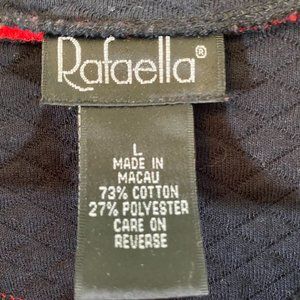 Rafaella®
L
MADE IN
MACAU
73% COTTON
27% POLYESTER
CARE ON
REVERSE